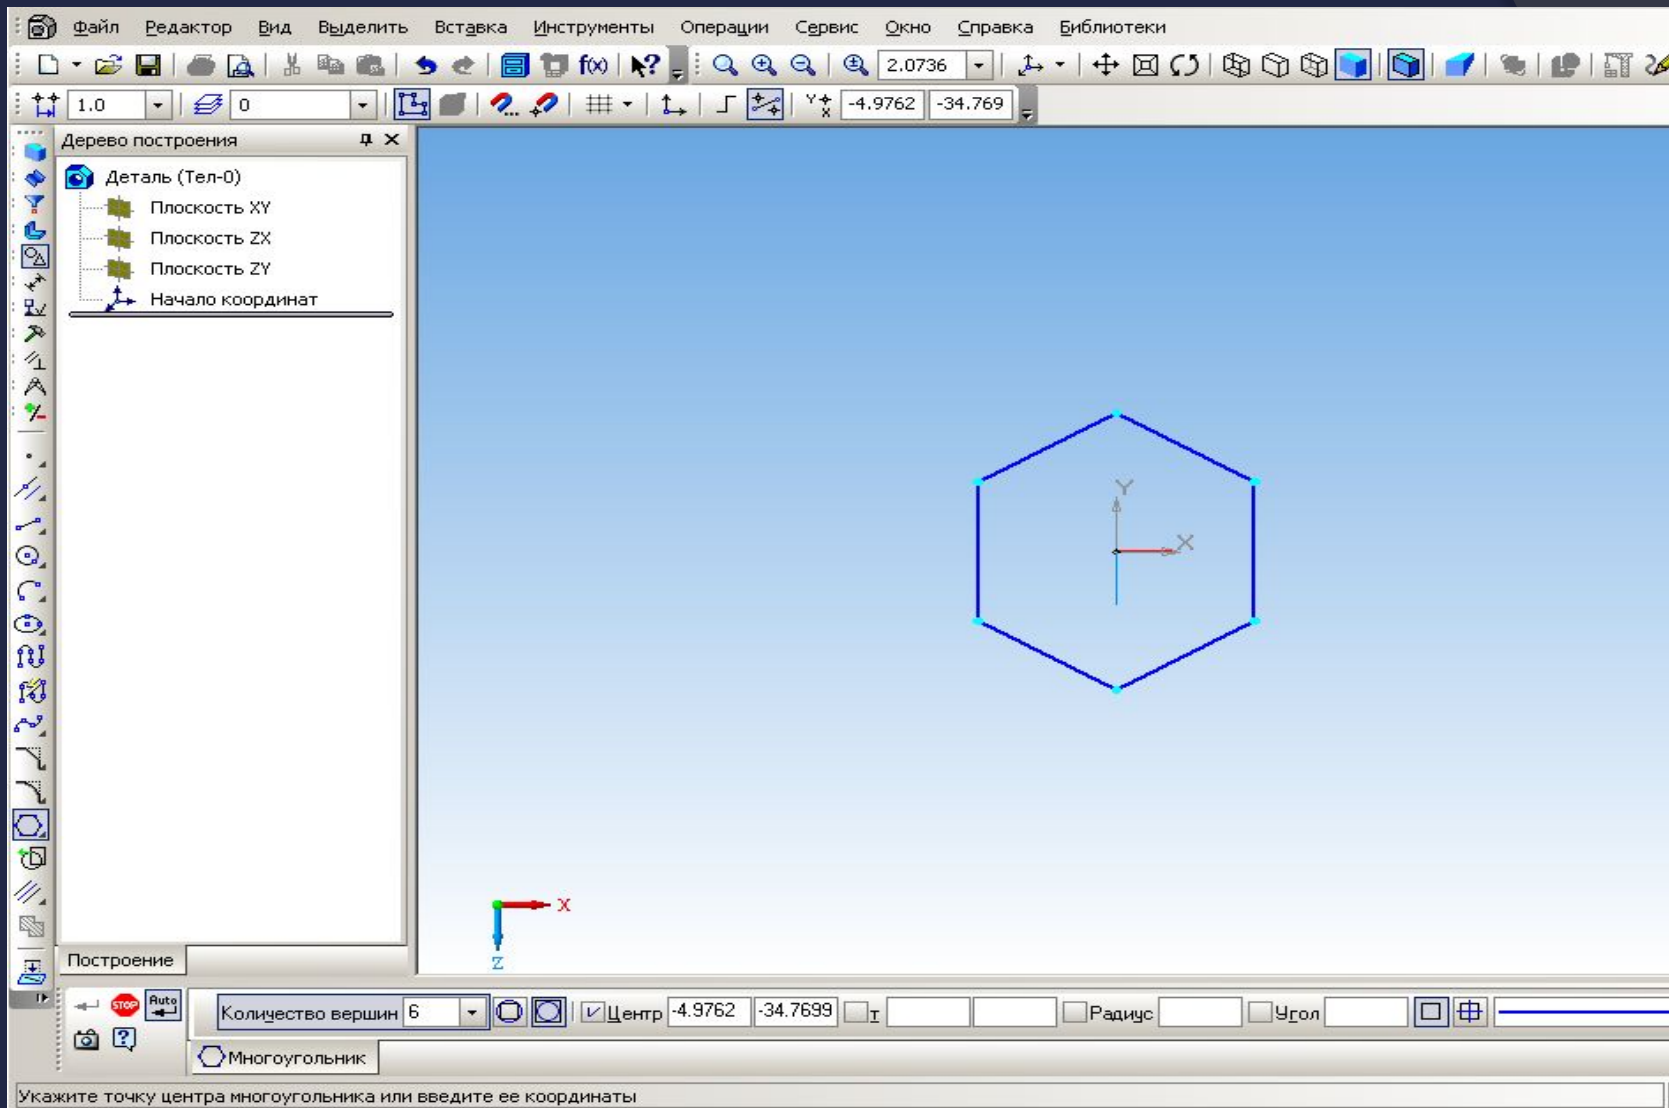 Файл Редактор Вид Выделить Вставка Инструменты Операции Сервис Окно Справка Библиотеки
f(x) ? 2.0736
1.0 0 -4.9762 -34.769
Дерево построения
Деталь (Тел-0)
Плоскость XY
Плоскость ZX
Плоскость ZY
Начало координат
Y
X
X
Z
Построение
STOP Auto Количество вершин 6 Центр -4.9762 -34.7699 т Радиус Угол
?
Многоугольник
Укажите точку центра многоугольника или введите ее координаты